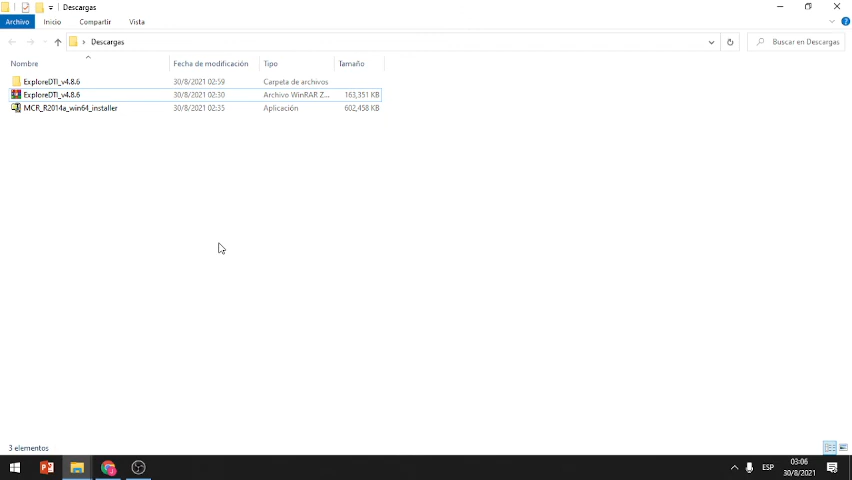 Descargas
Archivo Inicio Compartir Vista
Descargas Buscar en Descargas
Nombre Fecha de modificación Tipo Tamaño
ExploreDTI_v4.8.6 30/8/2021 02:59 Carpeta de archivos
ExploreDTI_v4.8.6 30/8/2021 02:30 Archivo WinRAR Z... 163,351 KB
MCR_R2014a_win64_installer 30/8/2021 02:35 Aplicación 602,458 KB
3 elementos
ESP 03:06
30/8/2021